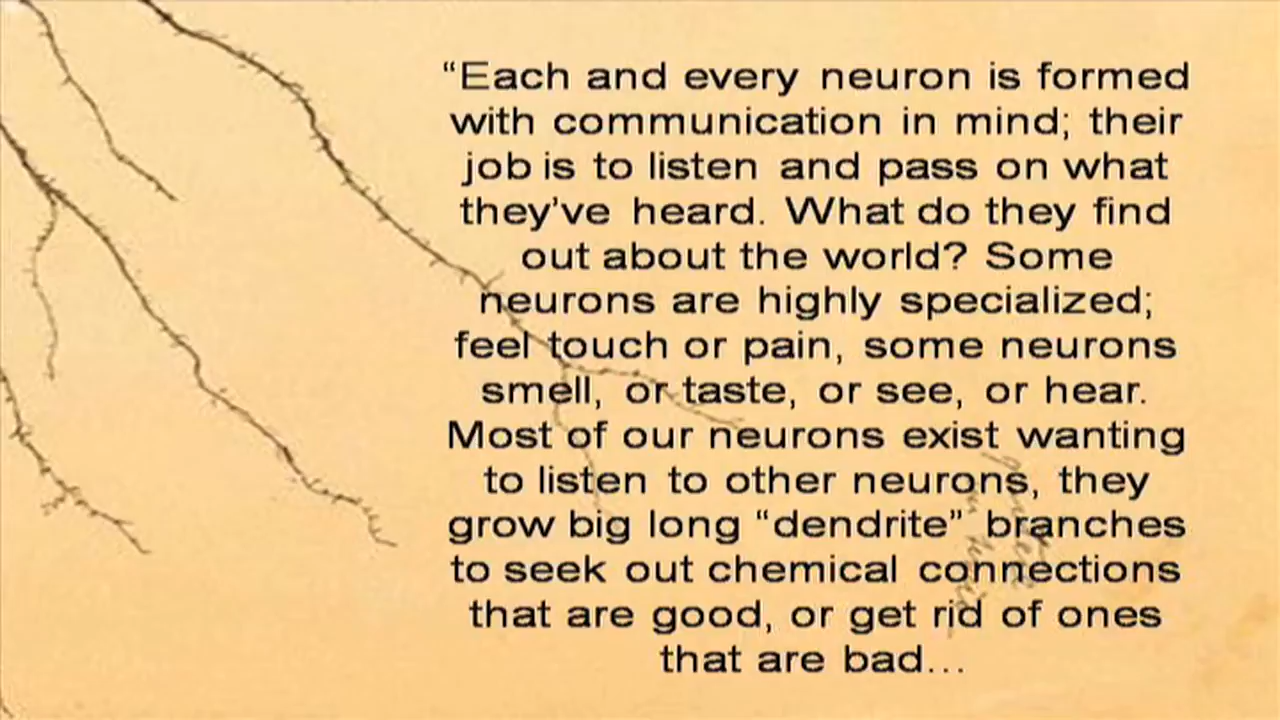 “Each and every neuron is formed
with communication in mind; their
job is to listen and pass on what
they’ve heard. What do they find
out about the world? Some
neurons are highly specialized;
feel touch or pain, some neurons
smell, or taste, or see, or hear.
Most of our neurons exist wanting
to listen to other neurons, they
grow big long “dendrite” branches
to seek out chemical connections
that are good, or get rid of ones
that are bad...